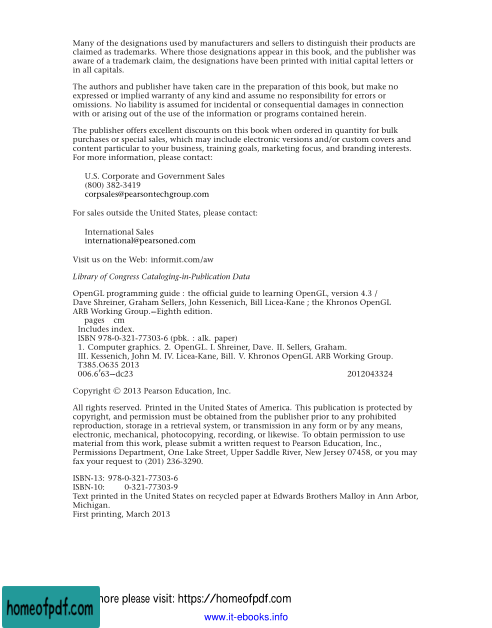 Many of the designations used by manufacturers and sellers to distinguish their products are
claimed as trademarks. Where those designations appear in this book, and the publisher was
aware of a trademark claim, the designations have been printed with initial capital letters or
in all capitals.
The authors and publisher have taken care in the preparation of this book, but make no
expressed or implied warranty of any kind and assume no responsibility for errors or
omissions. No liability is assumed for incidental or consequential damages in connection
with or arising out of the use of the information or programs contained herein.
The publisher offers excellent discounts on this book when ordered in quantity for bulk
purchases or special sales, which may include electronic versions and/or custom covers and
content particular to your business, training goals, marketing focus, and branding interests.
For more information, please contact:
U.S. Corporate and Government Sales
(800) 382-3419
corpsales@pearsontechgroup.com
For sales outside the United States, please contact:
International Sales
international@pearsoned.com
Visit us on the Web: informit.com/aw
Library of Congress Cataloging-in-Publication Data
OpenGL programming guide : the official guide to learning OpenGL, version 4.3 /
Dave Shreiner, Graham Sellers, John Kessenich, Bill Licea-Kane ; the Khronos OpenGL
ARB Working Group.—Eighth edition.
pages cm
Includes index.
ISBN 978-0-321-77303-6 (pbk. : alk. paper)
1. Computer graphics. 2. OpenGL. I. Shreiner, Dave. II. Sellers, Graham.
III. Kessenich, John M. IV. Licea-Kane, Bill. V. Khronos OpenGL ARB Working Group.
T385.O635 2013
006.6′63—dc23 2012043324
Copyright © 2013 Pearson Education, Inc.
All rights reserved. Printed in the United States of America. This publication is protected by
copyright, and permission must be obtained from the publisher prior to any prohibited
reproduction, storage in a retrieval system, or transmission in any form or by any means,
electronic, mechanical, photocopying, recording, or likewise. To obtain permission to use
material from this work, please submit a written request to Pearson Education, Inc.,
Permissions Department, One Lake Street, Upper Saddle River, New Jersey 07458, or you may
fax your request to (201) 236-3290.
ISBN-13: 978-0-321-77303-6
ISBN-10: 0-321-77303-9
Text printed in the United States on recycled paper at Edwards Brothers Malloy in Ann Arbor,
Michigan.
First printing, March 2013
more please visit: https://homeofpdf.com
homeofpdf.com
www.it-ebooks.info